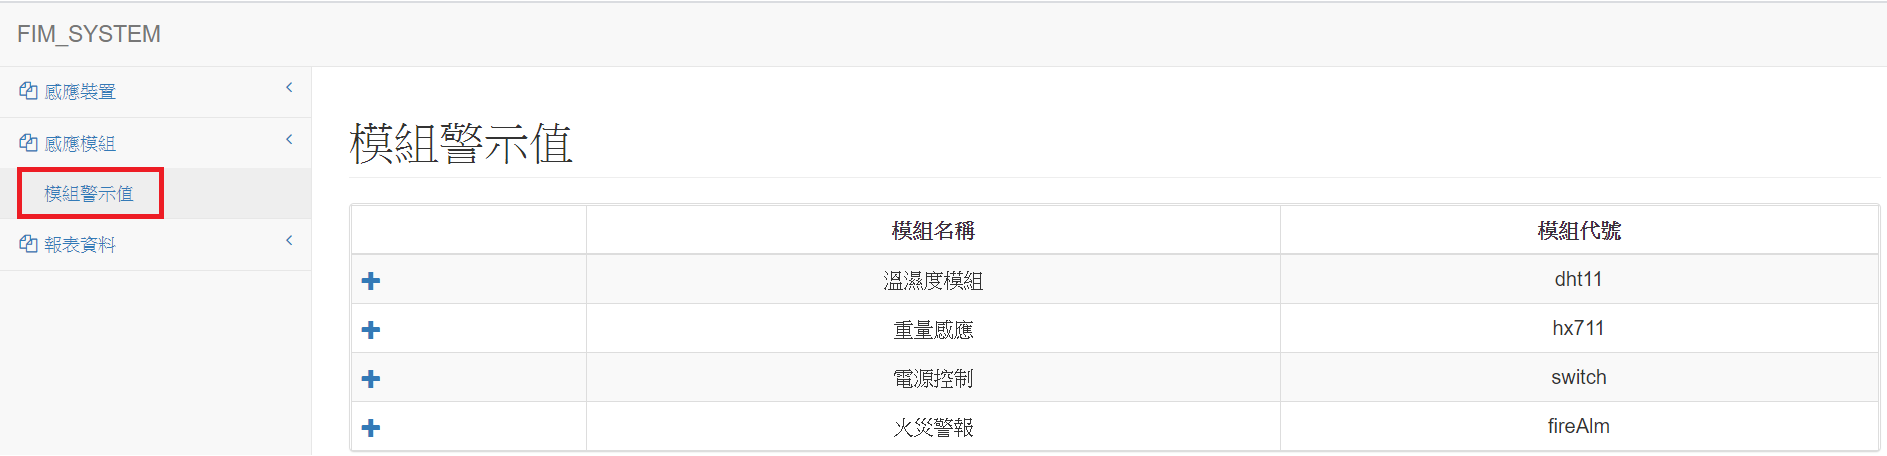 FIM_SYSTEM
感應裝置
感應模組
模組警示值
報表資料
模組警示值
模組名稱 模組代號
溫濕度模組 dht11
重量感應 hx711
電源控制 switch
火災警報 fireAlm